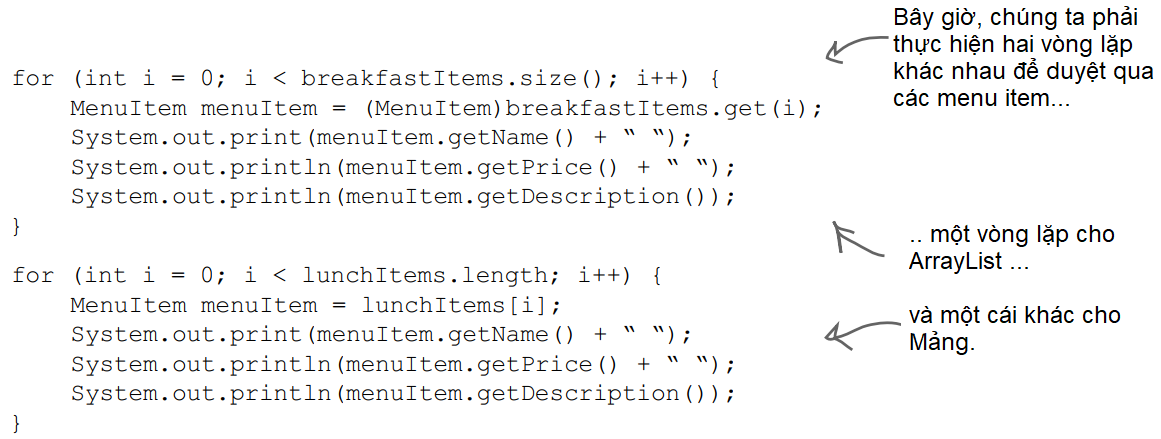 Bây giờ, chúng ta phải
thực hiện hai vòng lặp
khác nhau để duyệt qua
các menu item...
for (int i = 0; i < breakfastItems.size(); i++) {
    MenuItem menuItem = (MenuItem)breakfastItems.get(i);
    System.out.print(menuItem.getName() + “ “);
    System.out.println(menuItem.getPrice() + “ “);
    System.out.println(menuItem.getDescription());
}
.. một vòng lặp cho
ArrayList ...
for (int i = 0; i < lunchItems.length; i++) {
    MenuItem menuItem = lunchItems[i];
    System.out.print(menuItem.getName() + “ “);
    System.out.println(menuItem.getPrice() + “ “);
    System.out.println(menuItem.getDescription());
}
và một cái khác cho
Mảng.